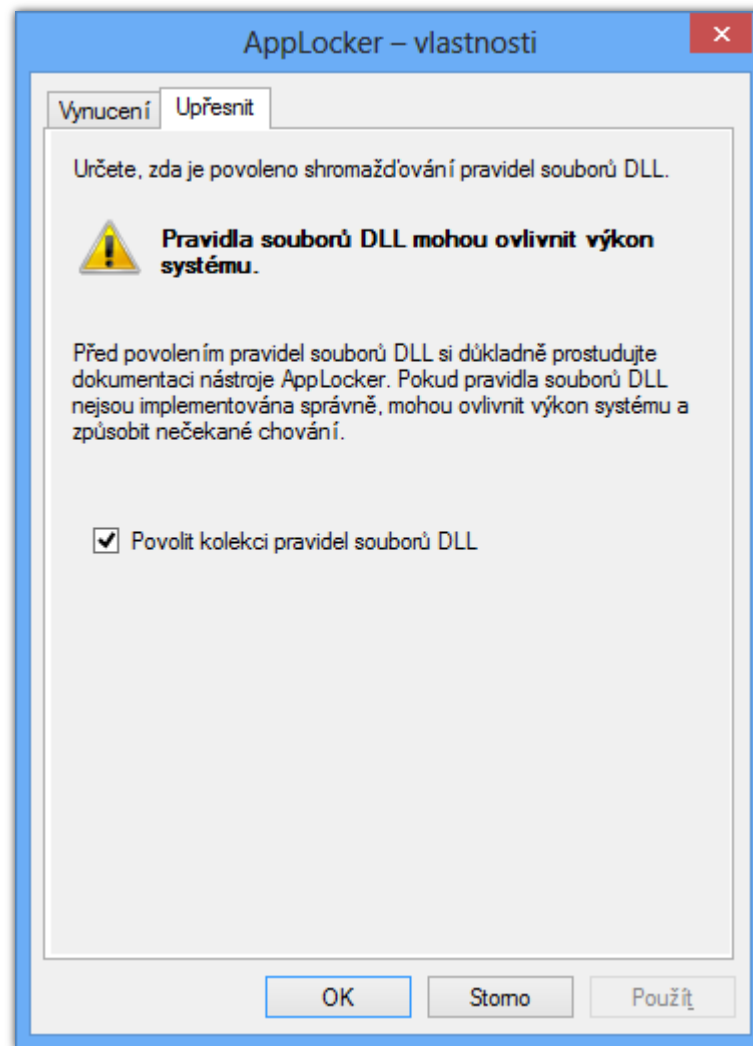 AppLocker – vlastnosti
Vynucení Upřesnit
Určete, zda je povoleno shromažďování pravidel souborů DLL.
Pravidla souborů DLL mohou ovlivnit výkon
systému.
Před povolením pravidel souborů DLL si důkladně prostudujte
dokumentaci nástroje AppLocker. Pokud pravidla souborů DLL
nejsou implementována správně, mohou ovlivnit výkon systému a
způsobit nečekané chování.
Povolit kolekci pravidel souborů DLL
OK Storno Použít